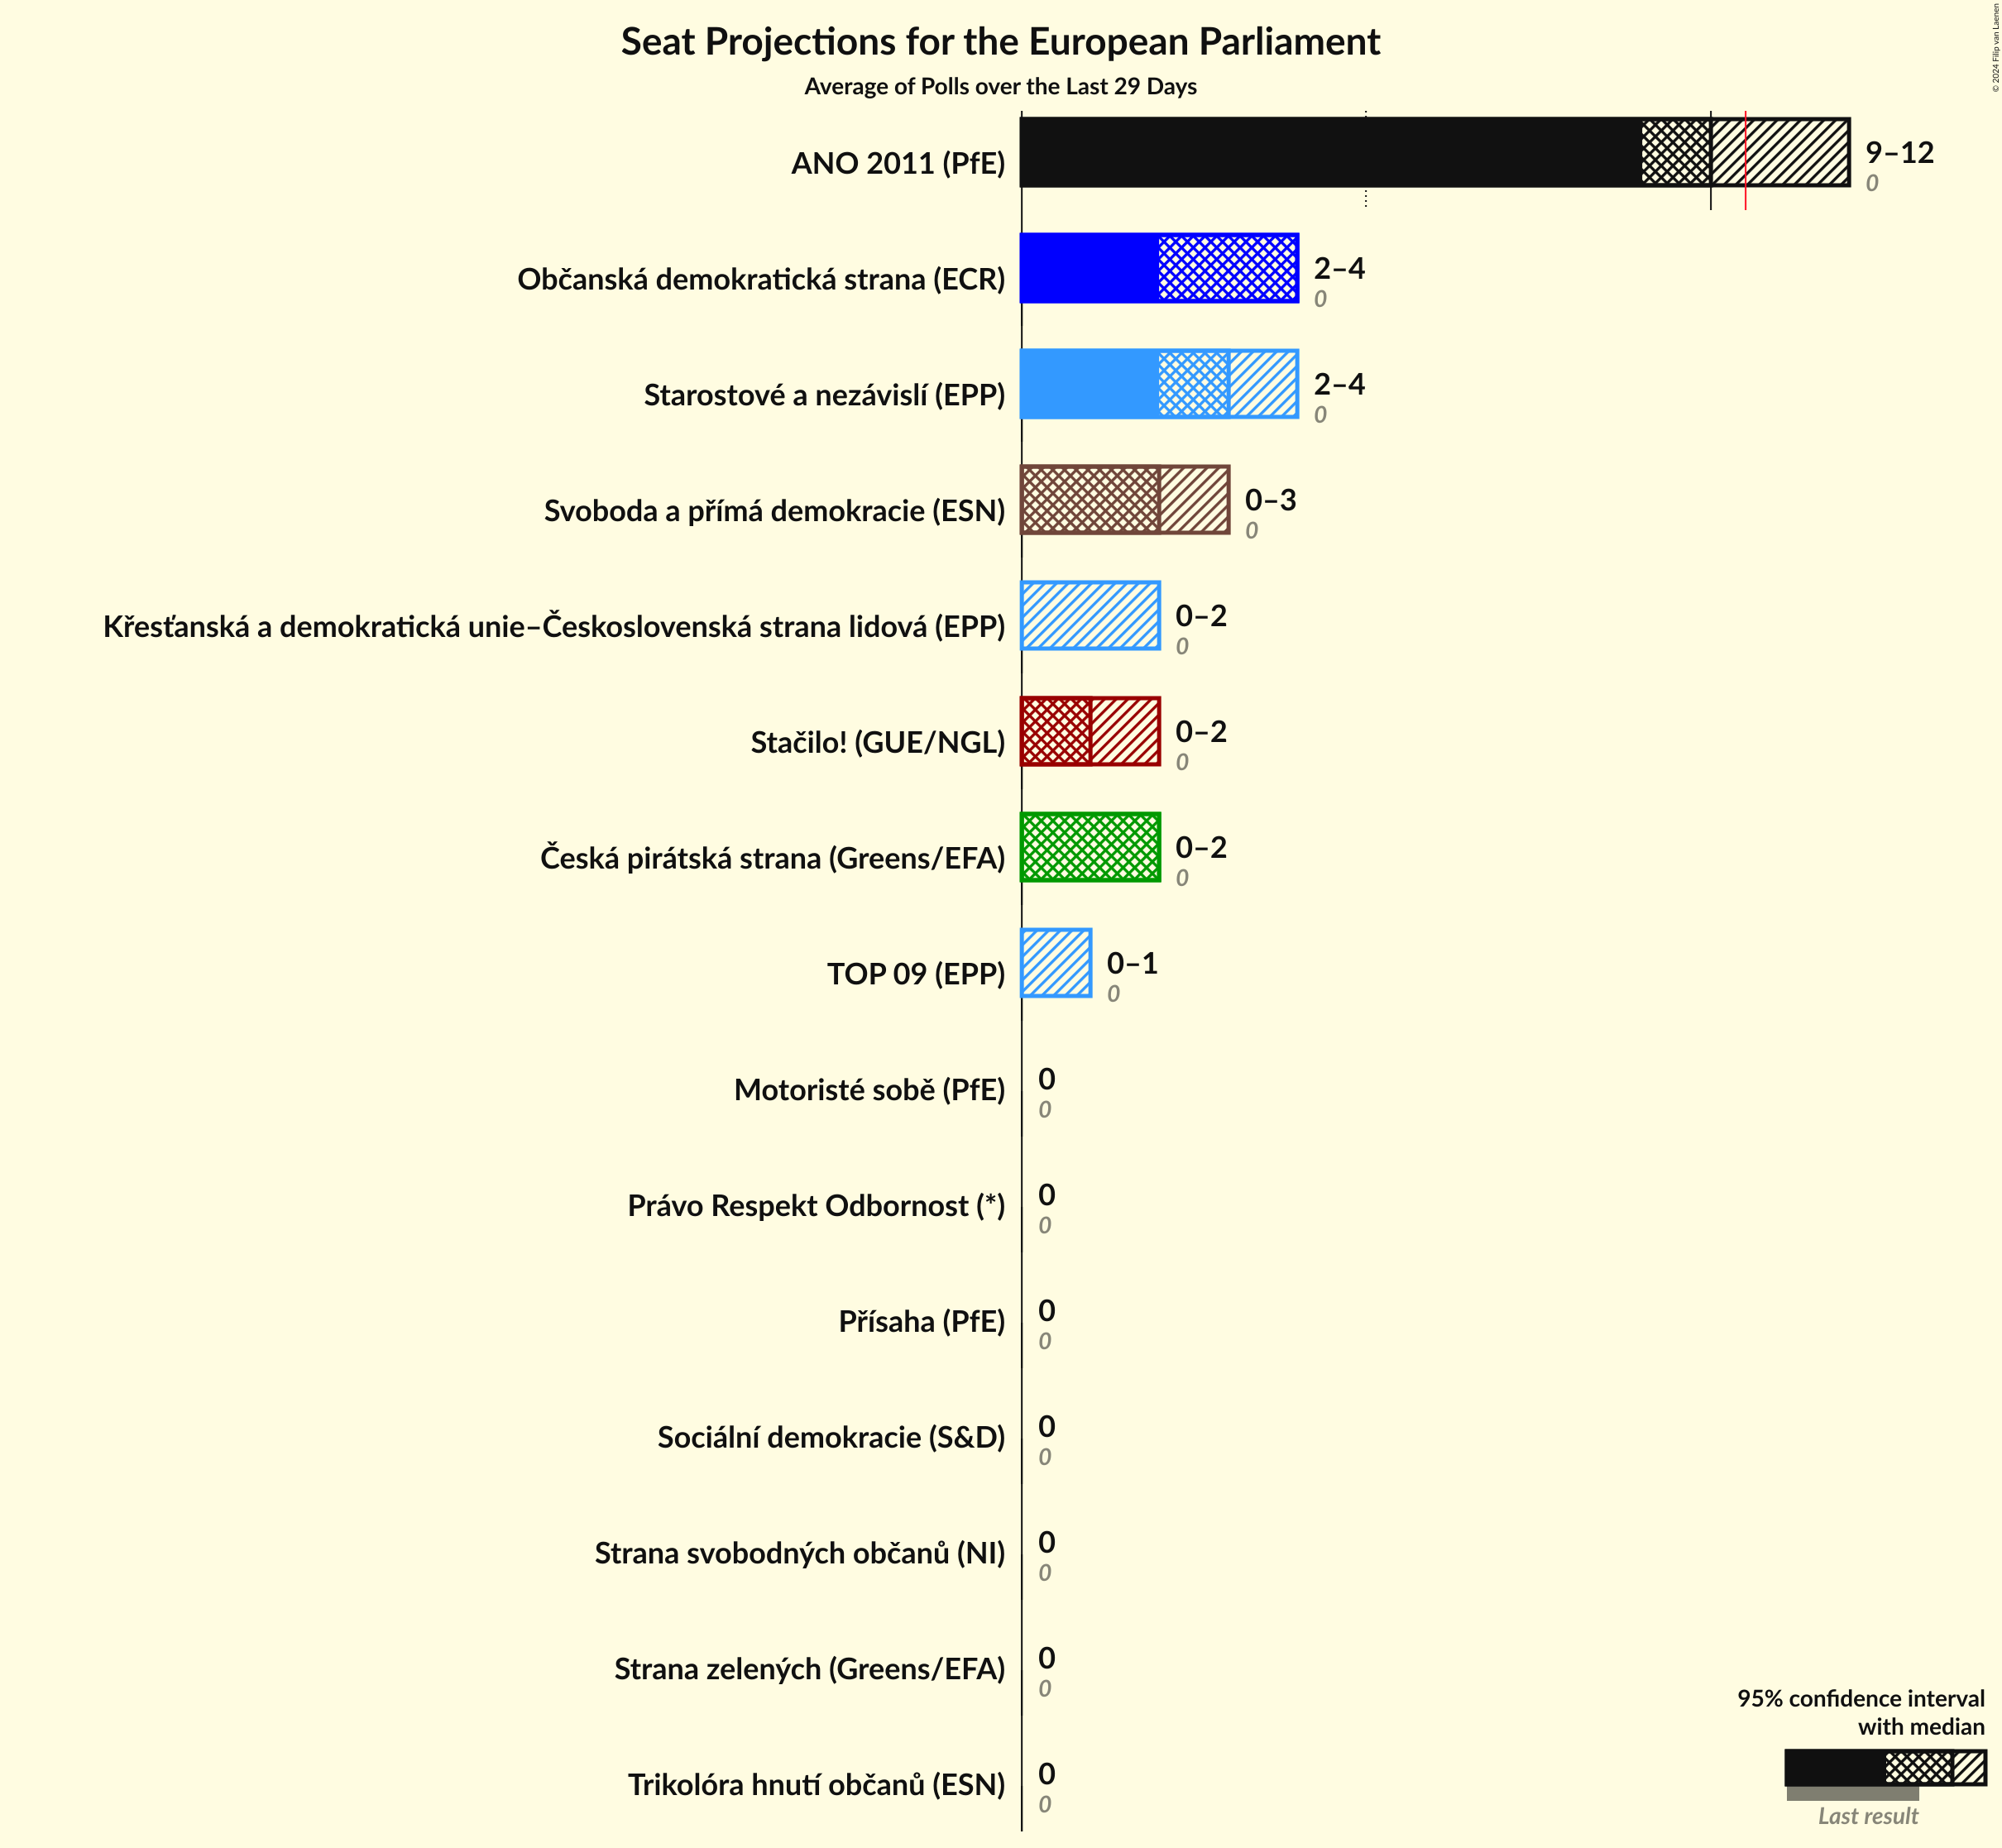 Seat Projections for the European Parliament
Average of Polls over the Last 29 Days
© 2024 Filip van Laenen
ANO 2011 (PfE)
9–12
0
Občanská demokratická strana (ECR)
2–4
0
Starostové a nezávislí (EPP)
2–4
0
Svoboda a přímá demokracie (ESN)
0–3
0
Křesťanská a demokratická unie–Československá strana lidová (EPP)
0–2
0
Stačilo! (GUE/NGL)
0–2
0
Česká pirátská strana (Greens/EFA)
0–2
0
TOP 09 (EPP)
0–1
0
Motoristé sobě (PfE)
0
0
Právo Respekt Odbornost (*)
0
0
Přísaha (PfE)
0
0
Sociální demokracie (S&D)
0
0
Strana svobodných občanů (NI)
0
0
Strana zelených (Greens/EFA)
0
0
Trikolóra hnutí občanů (ESN)
0
0
95% confidence interval
with median
Last result